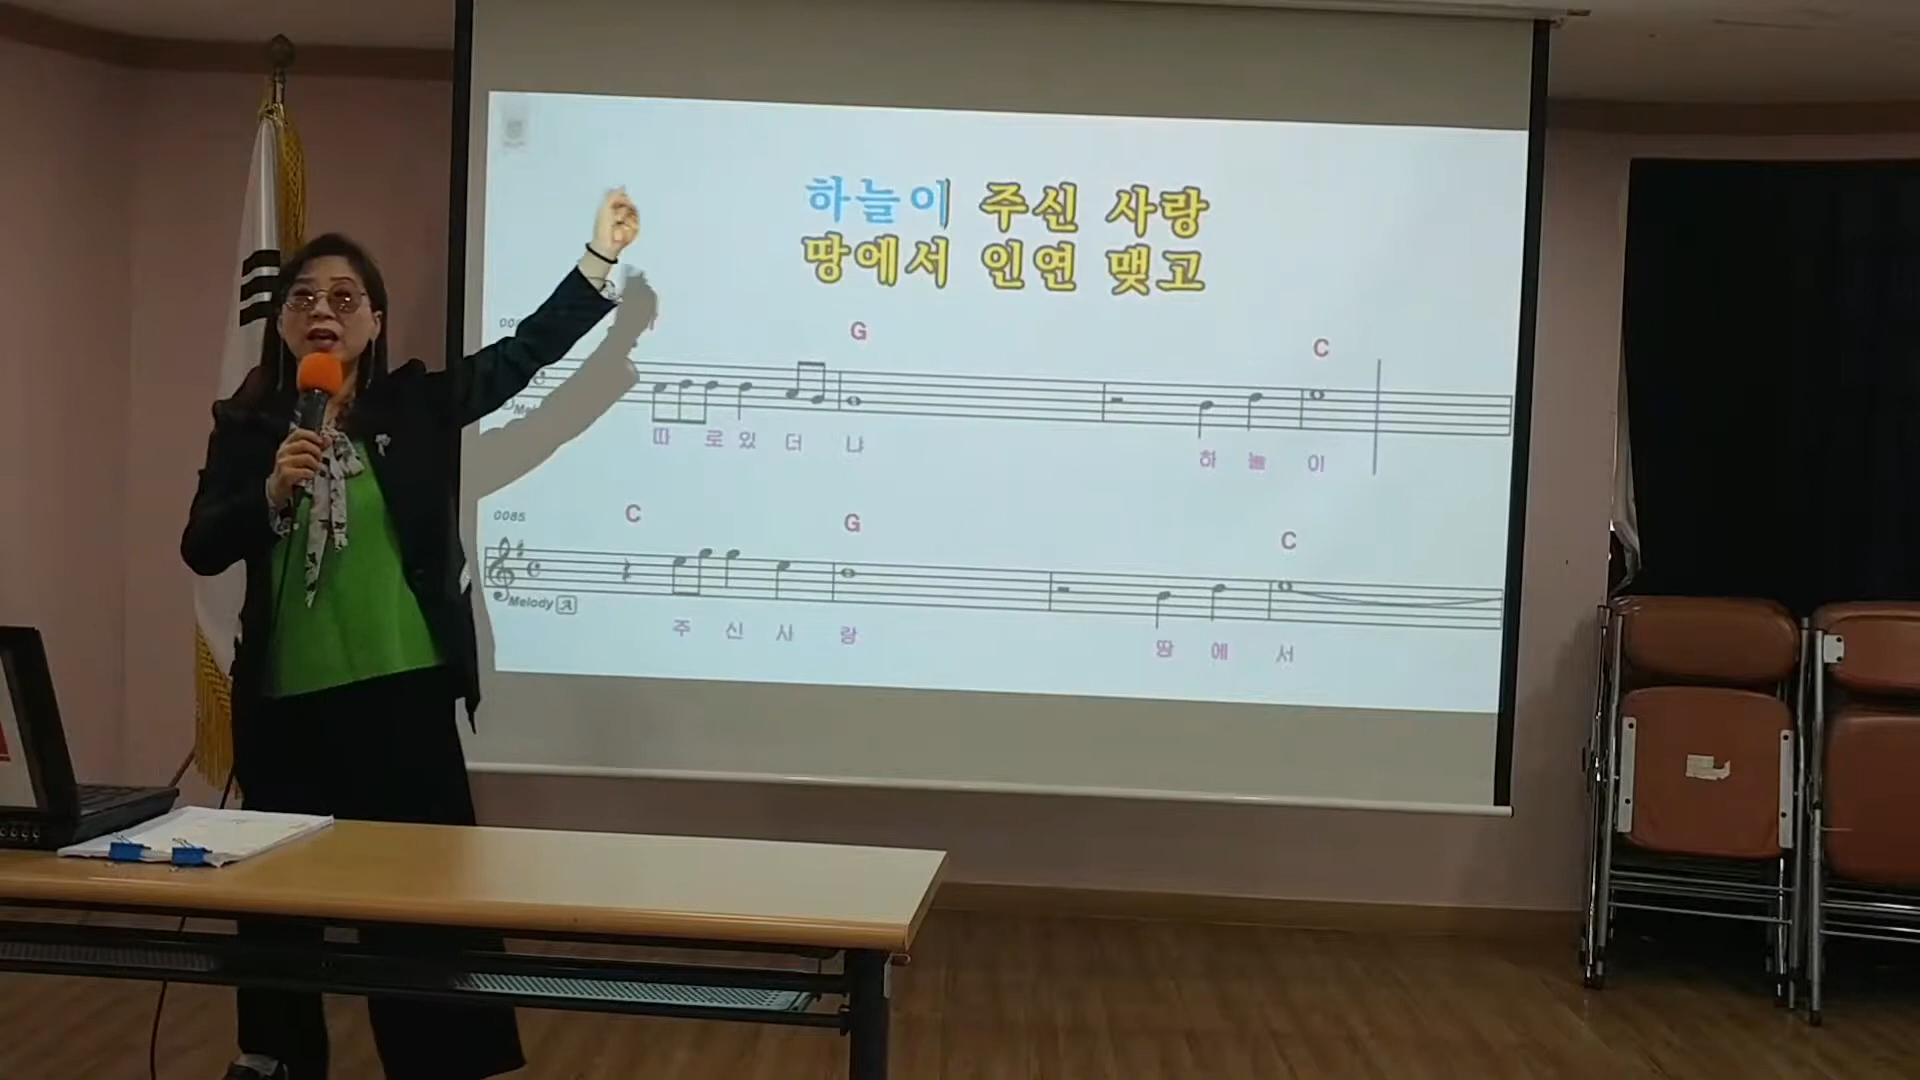 하늘이 주신 사랑
땅에서 인연 맺고
G C
따 로 있 더 냐 하 늘 이
0085 C G C
Melody A
주 신 사 랑 땅 에 서